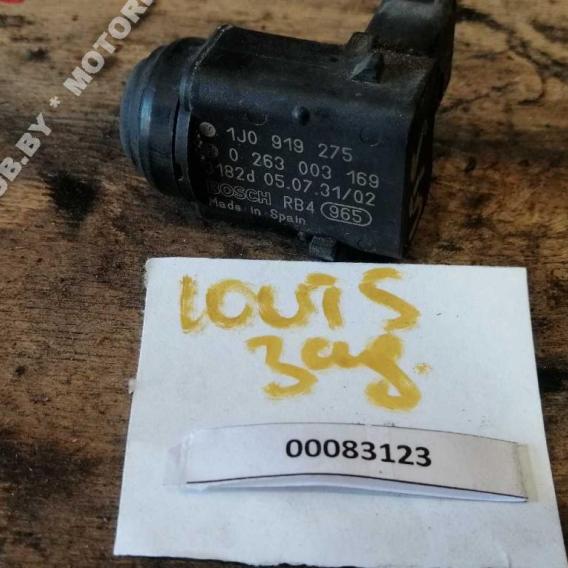 1J0 919 275
0 263 003 169
182d 05.07.31/02
BOSCH RB4 965
Made in Spain
LOUIS
зад
00083123